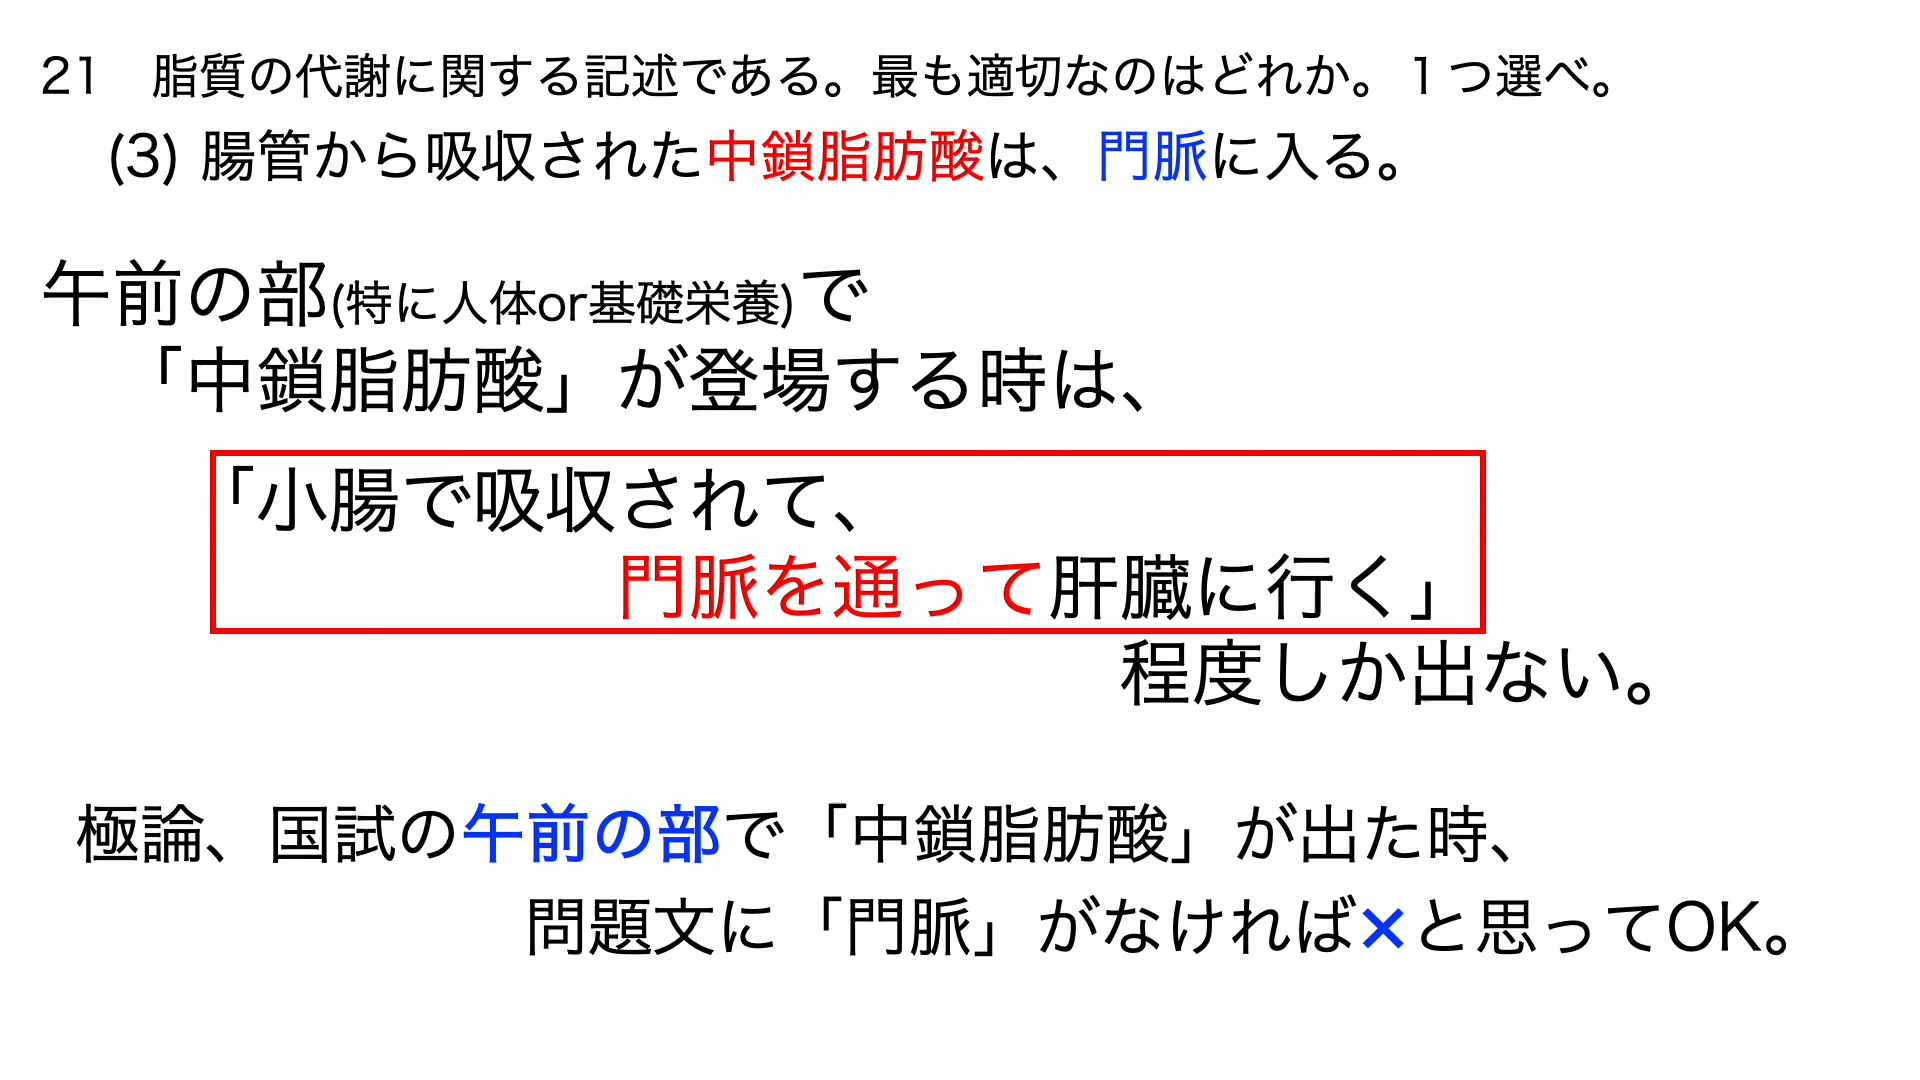 21　脂質の代謝に関する記述である。最も適切なのはどれか。１つ選べ。
(3) 腸管から吸収された中鎖脂肪酸は、門脈に入る。
午前の部(特に人体or基礎栄養)で
「中鎖脂肪酸」が登場する時は、
「小腸で吸収されて、
門脈を通って肝臓に行く」
程度しか出ない。
極論、国試の午前の部で「中鎖脂肪酸」が出た時、
問題文に「門脈」がなければ×と思ってOK。